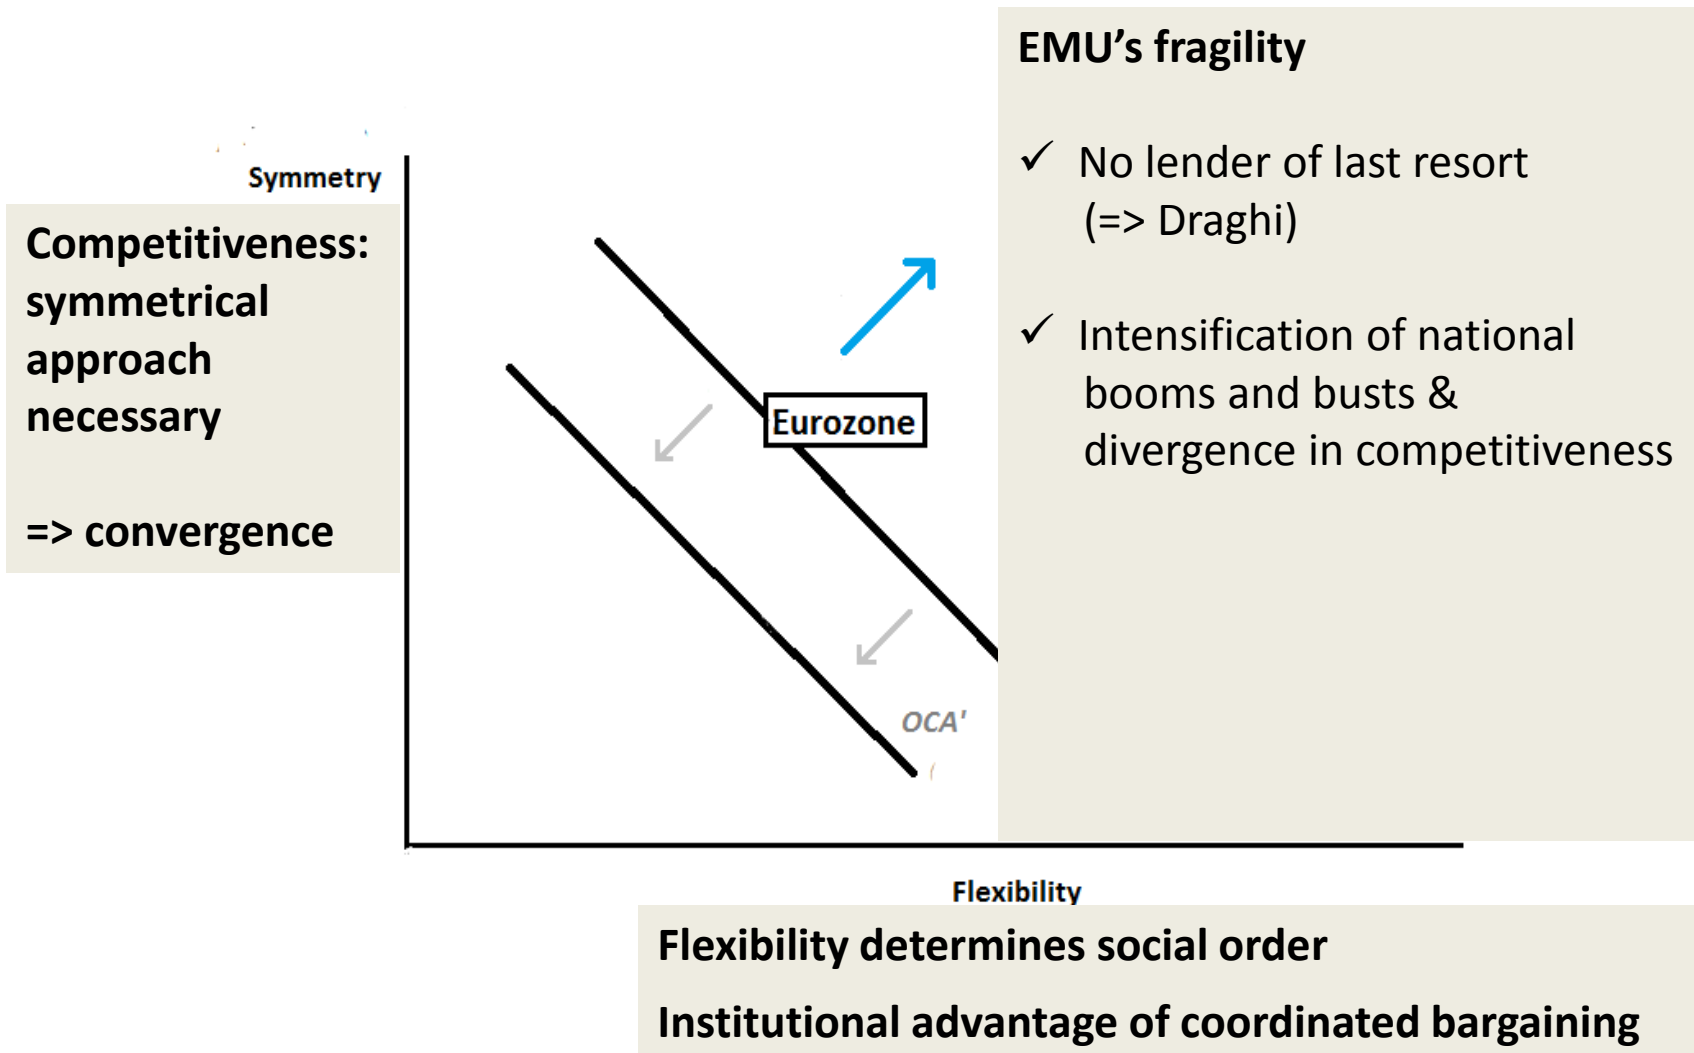 EMU’s fragility
✓ No lender of last resort
(=> Draghi)
✓ Intensification of national
booms and busts &
divergence in competitiveness
Symmetry
Competitiveness:
symmetrical
approach
necessary
=> convergence
Eurozone
OCA'
Flexibility
Flexibility determines social order
Institutional advantage of coordinated bargaining